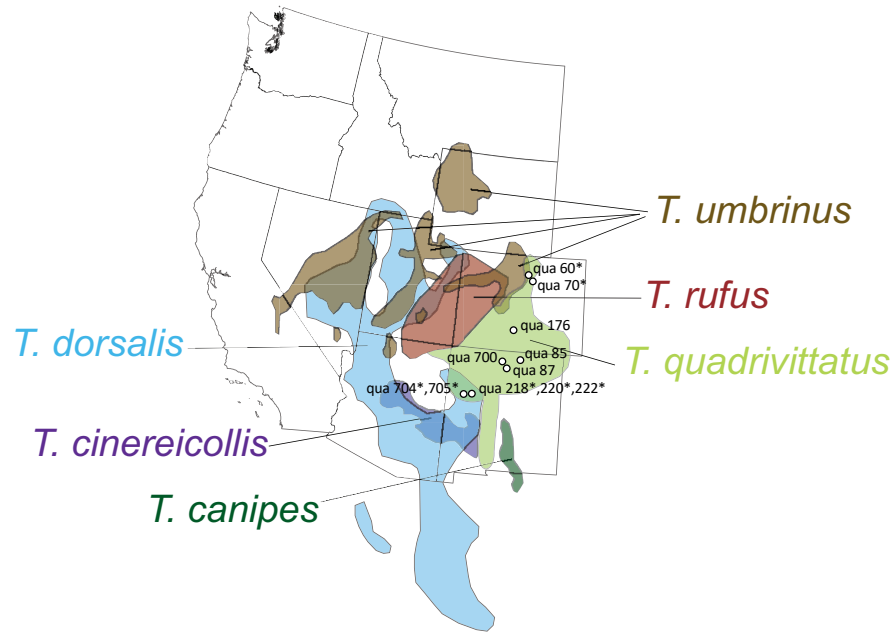 T. umbrinus
qua 60*
qua 70*
T. rufus
qua 176
T. dorsalis
T. quadrivittatus
qua 700
qua 85
qua 87
qua 704*,705*
qua 218*,220*,222*
T. cinereicollis
T. canipes